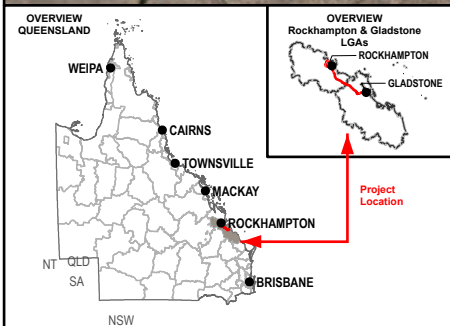 OVERVIEW
QUEENSLAND
WEIPA
CAIRNS
TOWNSVILLE
MACKAY
ROCKHAMPTON
BRISBANE
NT
QLD
SA
NSW
OVERVIEW
Rockhampton & Gladstone
LGAs
ROCKHAMPTON
GLADSTONE
Project
Location